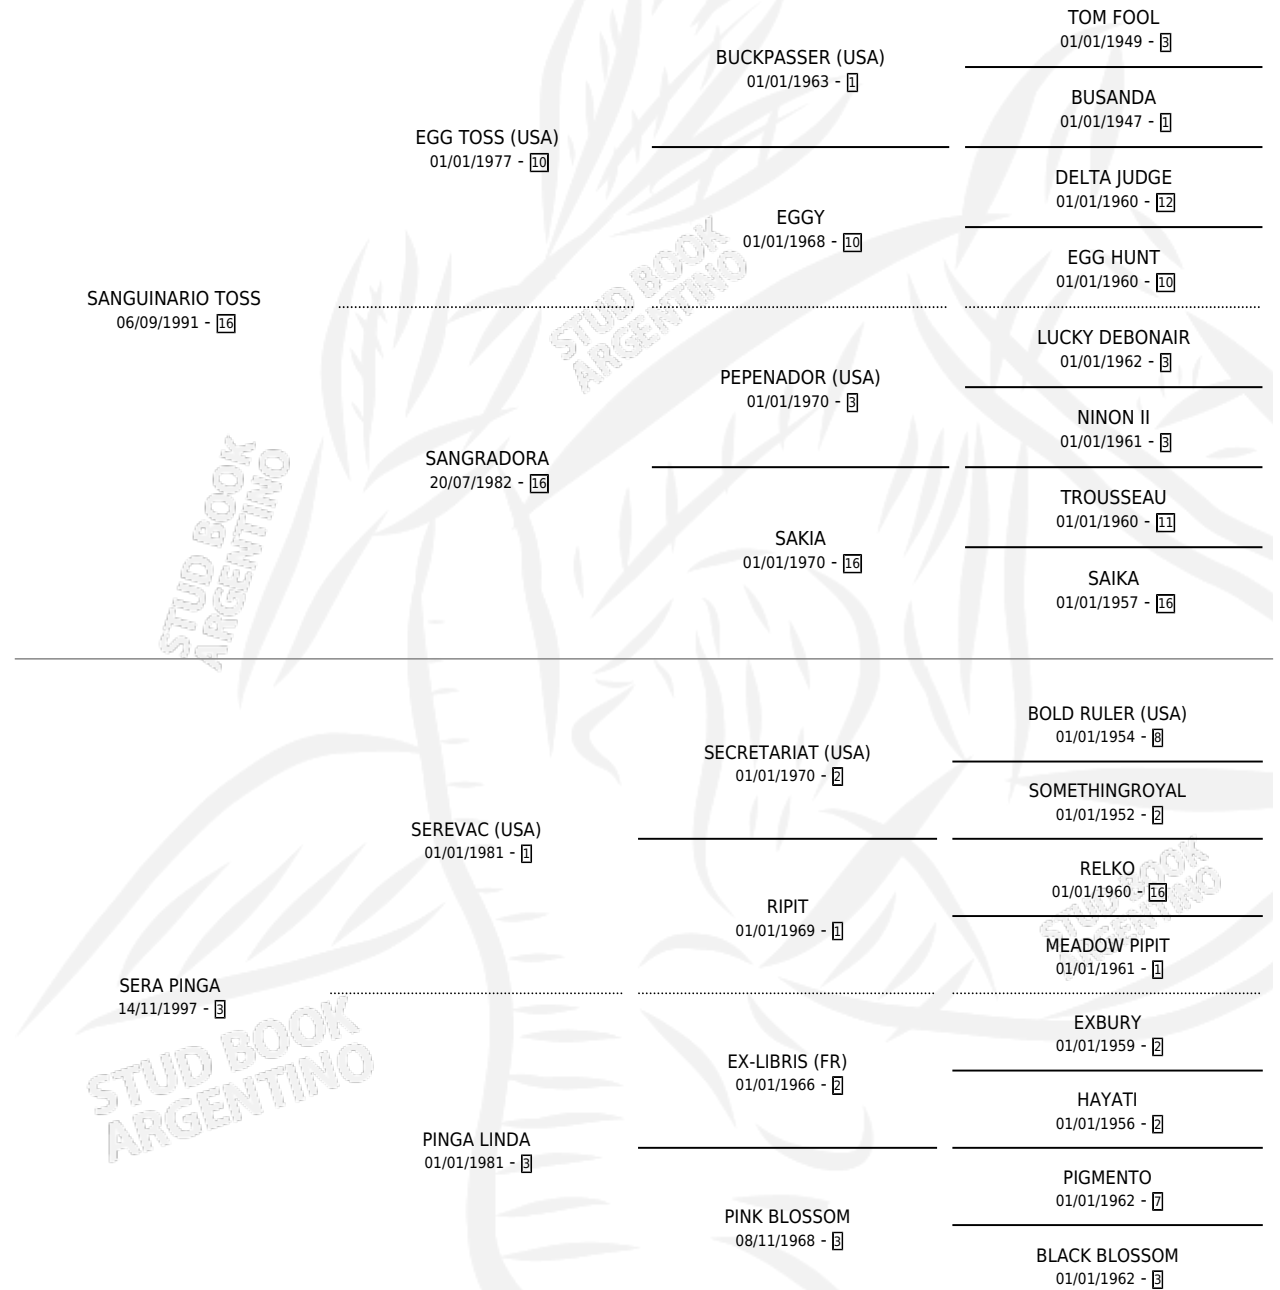 TOM FOOL
01/01/1949 - 3
BUCKPASSER (USA)
01/01/1963 - 1
BUSANDA
01/01/1947 - 1
EGG TOSS (USA)
01/01/1977 - 10
DELTA JUDGE
01/01/1960 - 12
EGGY
01/01/1968 - 10
EGG HUNT
01/01/1960 - 10
SANGUINARIO TOSS
06/09/1991 - 16
STUD BOOK
ARGENTINO
LUCKY DEBONAIR
01/01/1962 - 3
PEPENADOR (USA)
01/01/1970 - 3
NINON II
01/01/1961 - 3
SANGRADORA
20/07/1982 - 16
TROUSSEAU
01/01/1960 - 11
SAKIA
01/01/1970 - 16
SAIKA
01/01/1957 - 16
STUD BOOK
ARGENTINO
BOLD RULER (USA)
01/01/1954 - 8
SECRETARIAT (USA)
01/01/1970 - 2
SOMETHINGROYAL
01/01/1952 - 2
SEREVAC (USA)
01/01/1981 - 1
RELKO
01/01/1960 - 16
RIPIT
01/01/1969 - 1
STUD BOOK
ARGENTINO
MEADOW PIPIT
01/01/1961 - 1
SERA PINGA
14/11/1997 - 3
STUD BOOK
ARGENTINO
EXBURY
01/01/1959 - 2
EX-LIBRIS (FR)
01/01/1966 - 2
HAYATI
01/01/1956 - 2
PINGA LINDA
01/01/1981 - 3
PIGMENTO
01/01/1962 - 7
PINK BLOSSOM
08/11/1968 - 3
BLACK BLOSSOM
01/01/1962 - 3